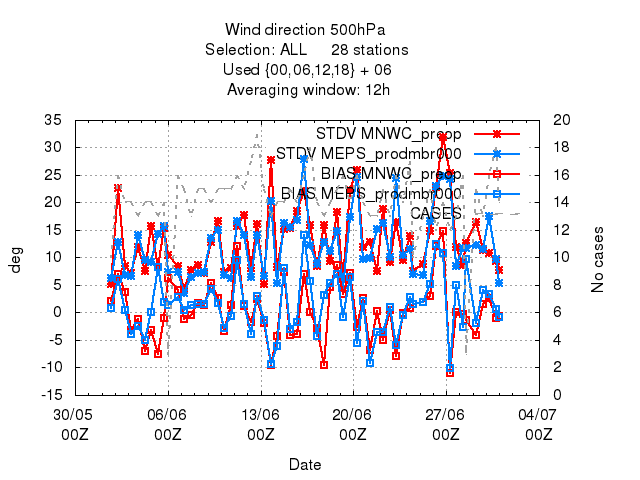 Wind direction 500hPa
Selection: ALL 28 stations
Used {00,06,12,18} + 06
Averaging window: 12h
35 20
30 18
25 16
20 14
15 12
10 10
5 8
0 6
-5 4
-10 2
-15 0
STDV MNWC_preop
STDV MEPS_prodmbr000
BIAS MNWC_preop
BIAS MEPS_prodmbr000
CASES
deg
No cases
30/05 06/06 13/06 20/06 27/06 04/07
00Z 00Z 00Z 00Z 00Z 00Z
Date